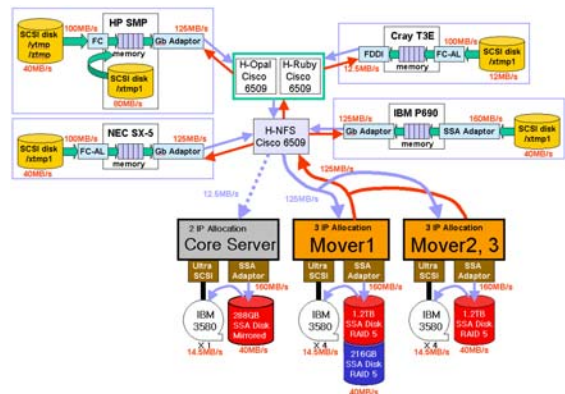 HP SMP
SCSI disk
/ytmp
/ztmp
100MB/s
FC
memory
125MB/s
Gb Adaptor
40MB/s
SCSI disk
/xtmp1
80MB/s
H-Opal
Cisco
6509
H-Ruby
Cisco
6509
Cray T3E
FDDI
12.5MB/s
memory
100MB/s
FC-AL
SCSI disk
/xtmp1
12MB/s
NEC SX-5
SCSI disk
/xtmp1
100MB/s
FC-AL
memory
125MB/s
Gb Adaptor
40MB/s
H-NFS
Cisco 6509
IBM P690
125MB/s
Gb Adaptor
memory
160MB/s
SSA Adaptor
SCSI disk
/xtmp1
40MB/s
12.5MB/s
125MB/s
125MB/s
2 IP Allocation
Core Server
3 IP Allocation
Mover1
3 IP Allocation
Mover2, 3
Ultra
SCSI
SSA
Adaptor
160MB/s
IBM
3580
X 1
14.5MB/s
288GB
SSA Disk
Mirrored
40MB/s
Ultra
SCSI
SSA
Adaptor
160MB/s
IBM
3580
X 4
14.5MB/s
1.2TB
SSA Disk
RAID 5
216GB
SSA Disk
RAID 5
40MB/s
Ultra
SCSI
SSA
Adaptor
160MB/s
IBM
3580
X 4
14.5MB/s
1.2TB
SSA Disk
RAID 5
40MB/s